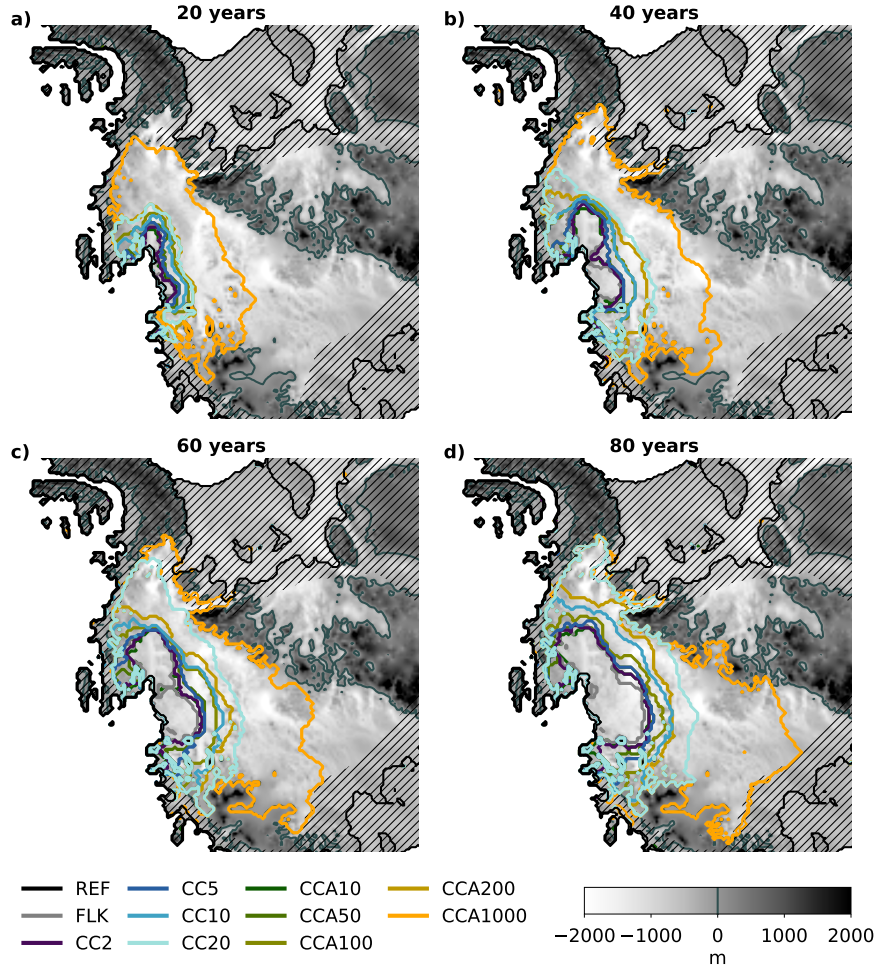 a) 20 years
b) 40 years
c) 60 years
d) 80 years
REF CC5 CCA10 CCA200
FLK CC10 CCA50 CCA1000
CC2 CC20 CCA100
−2000 −1000 0 1000 2000
m